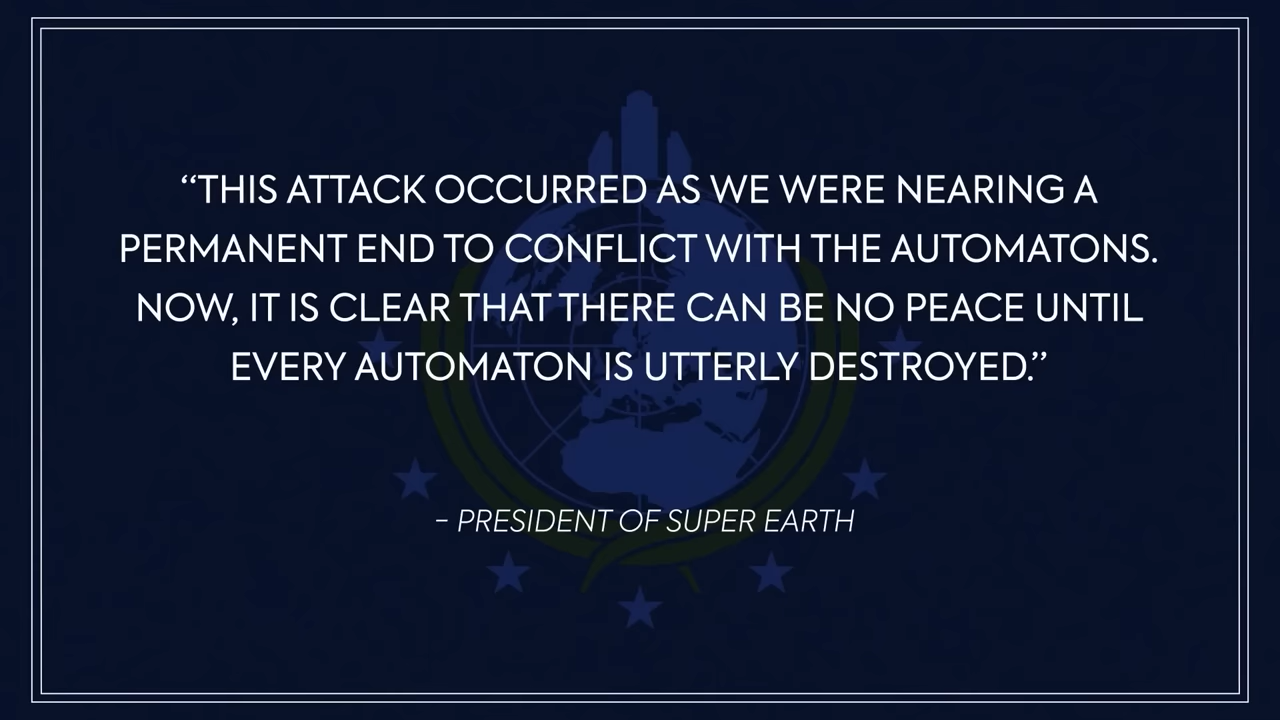 “THIS ATTACK OCCURRED AS WE WERE NEARING A
PERMANENT END TO CONFLICT WITH THE AUTOMATONS.
NOW, IT IS CLEAR THAT THERE CAN BE NO PEACE UNTIL
EVERY AUTOMATON IS UTTERLY DESTROYED.”
– PRESIDENT OF SUPER EARTH